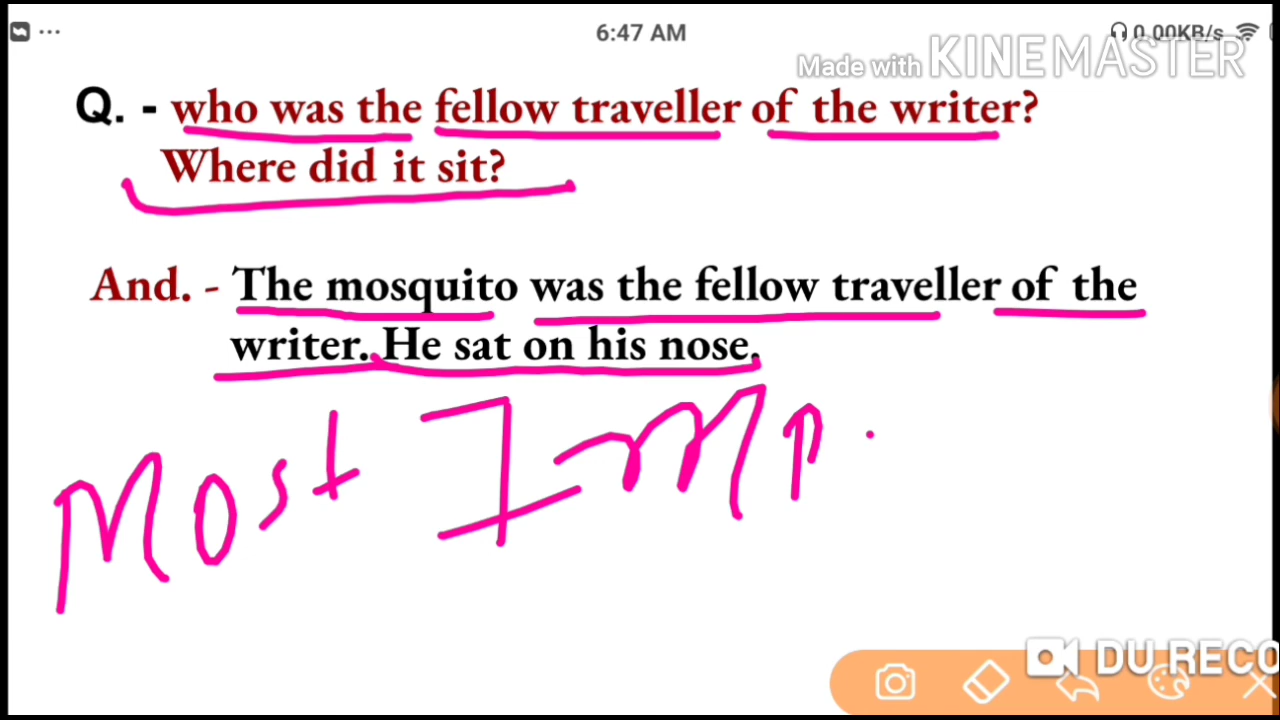 6:47 AM
0.00KB/s
Made with KINEMASTER
Q. - who was the fellow traveller of the writer?
Where did it sit?
And. - The mosquito was the fellow traveller of the
writer. He sat on his nose.
Most Imp.
DU RECO